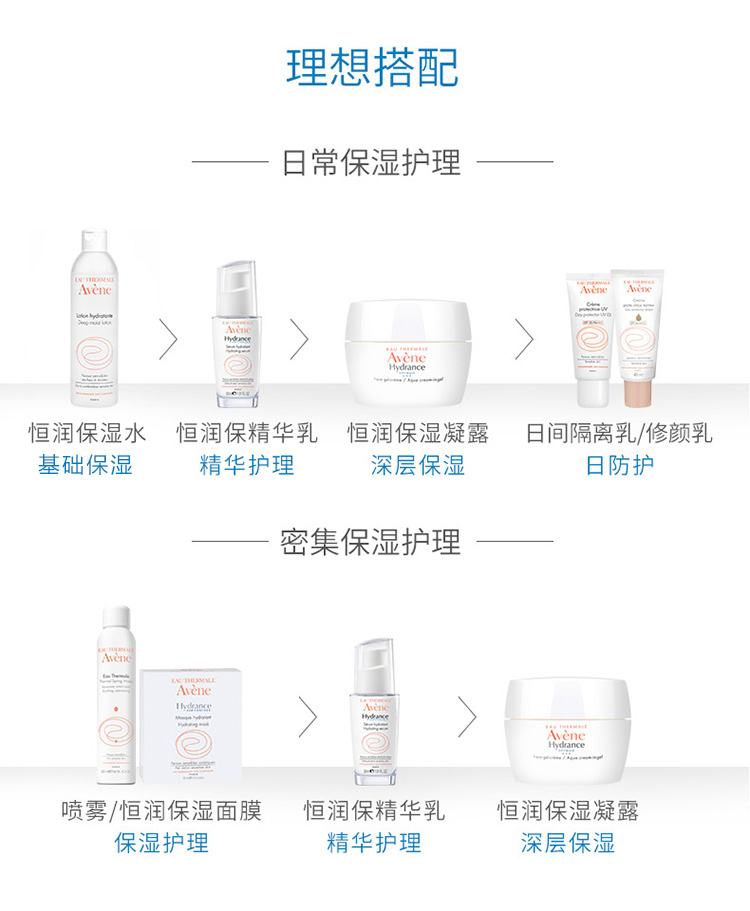 理想搭配
日常保湿护理
EAU THERMALE
Avène
Lotion hydratante
Deep moist lotion
EAU THERMALE
Avène
Hydrance
Sérum hydratant
Hydrating serum
EAU THERMALE
Avène
Hydrance
Aqua cream-in-gel
EAU THERMALE
Avène
Crème
protectrice UV
Day protector UV EX
EAU THERMALE
Avène
恒润保湿水
恒润保精华乳
恒润保湿凝露
日间隔离乳/修颜乳
基础保湿
精华护理
深层保湿
日防护
密集保湿护理
EAU THERMALE
Avène
Eau Thermale
Thermal Spring Water
EAU THERMALE
Avène
Hydrance
Masque hydratant
Hydrating mask
EAU THERMALE
Avène
Hydrance
Sérum hydratant
Hydrating serum
EAU THERMALE
Avène
Hydrance
Aqua cream-in-gel
喷雾/恒润保湿面膜
恒润保精华乳
恒润保湿凝露
保湿护理
精华护理
深层保湿